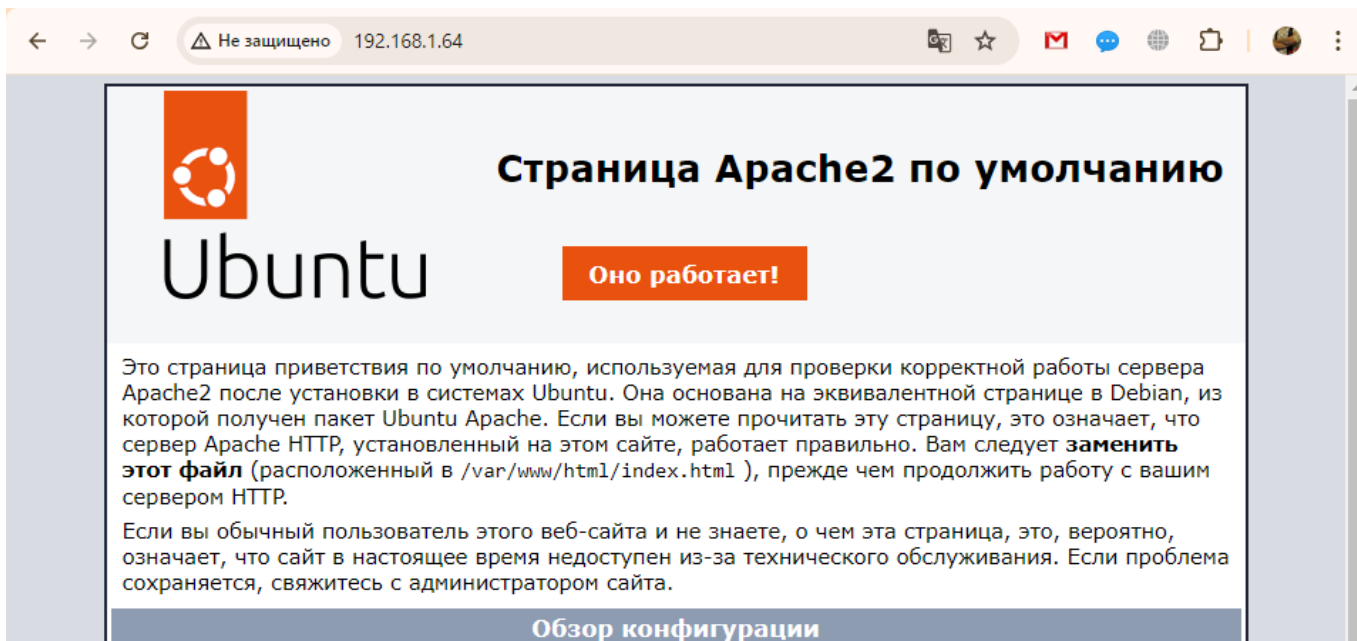 Не защищено 192.168.1.64
Страница Apache2 по умолчанию
Ubuntu
Оно работает!
Это страница приветствия по умолчанию, используемая для проверки корректной работы сервера
Apache2 после установки в системах Ubuntu. Она основана на эквивалентной странице в Debian, из
которой получен пакет Ubuntu Apache. Если вы можете прочитать эту страницу, это означает, что
сервер Apache HTTP, установленный на этом сайте, работает правильно. Вам следует заменить
этот файл (расположенный в /var/www/html/index.html ), прежде чем продолжить работу с вашим
сервером HTTP.
Если вы обычный пользователь этого веб-сайта и не знаете, о чем эта страница, это, вероятно,
означает, что сайт в настоящее время недоступен из-за технического обслуживания. Если проблема
сохраняется, свяжитесь с администратором сайта.
Обзор конфигурации